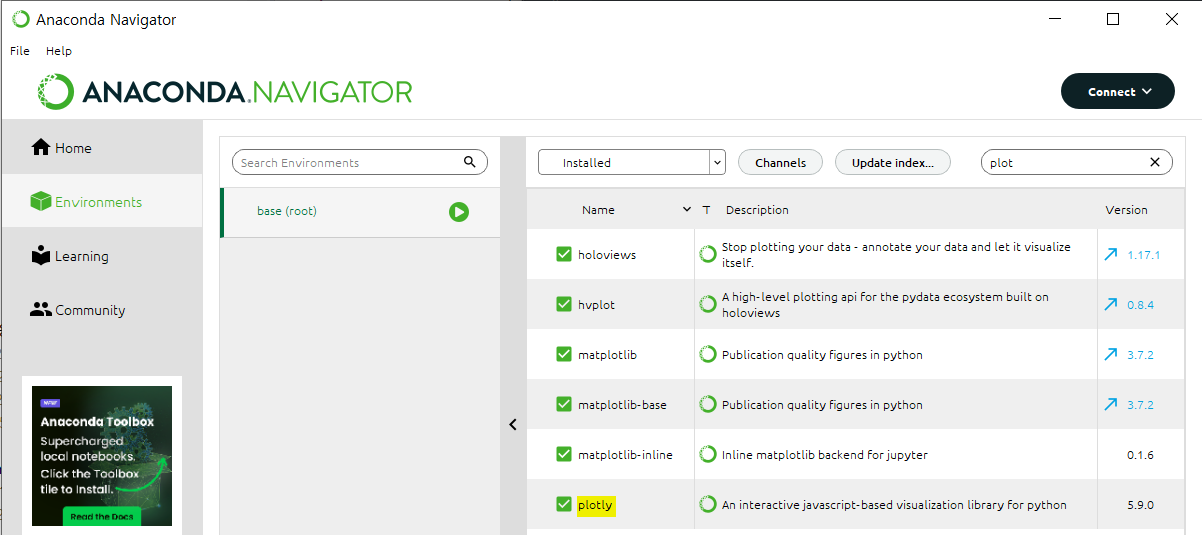 Anaconda Navigator
File Help
ANACONDA.NAVIGATOR
Connect
Home
Environments
Learning
Community
NEW
Anaconda Toolbox
Supercharged
local notebooks.
Click the Toolbox
tile to install.
Read the Docs
Search Environments
base (root)
Installed
Channels
Update index...
plot
Name T Description Version
holoviews Stop plotting your data - annotate your data and let it visualize 1.17.1
itself.
hvplot A high-level plotting api for the pydata ecosystem built on 0.8.4
holoviews
matplotlib Publication quality figures in python 3.7.2
matplotlib-base Publication quality figures in python 3.7.2
matplotlib-inline Inline matplotlib backend for jupyter 0.1.6
plotly An interactive javascript-based visualization library for python 5.9.0